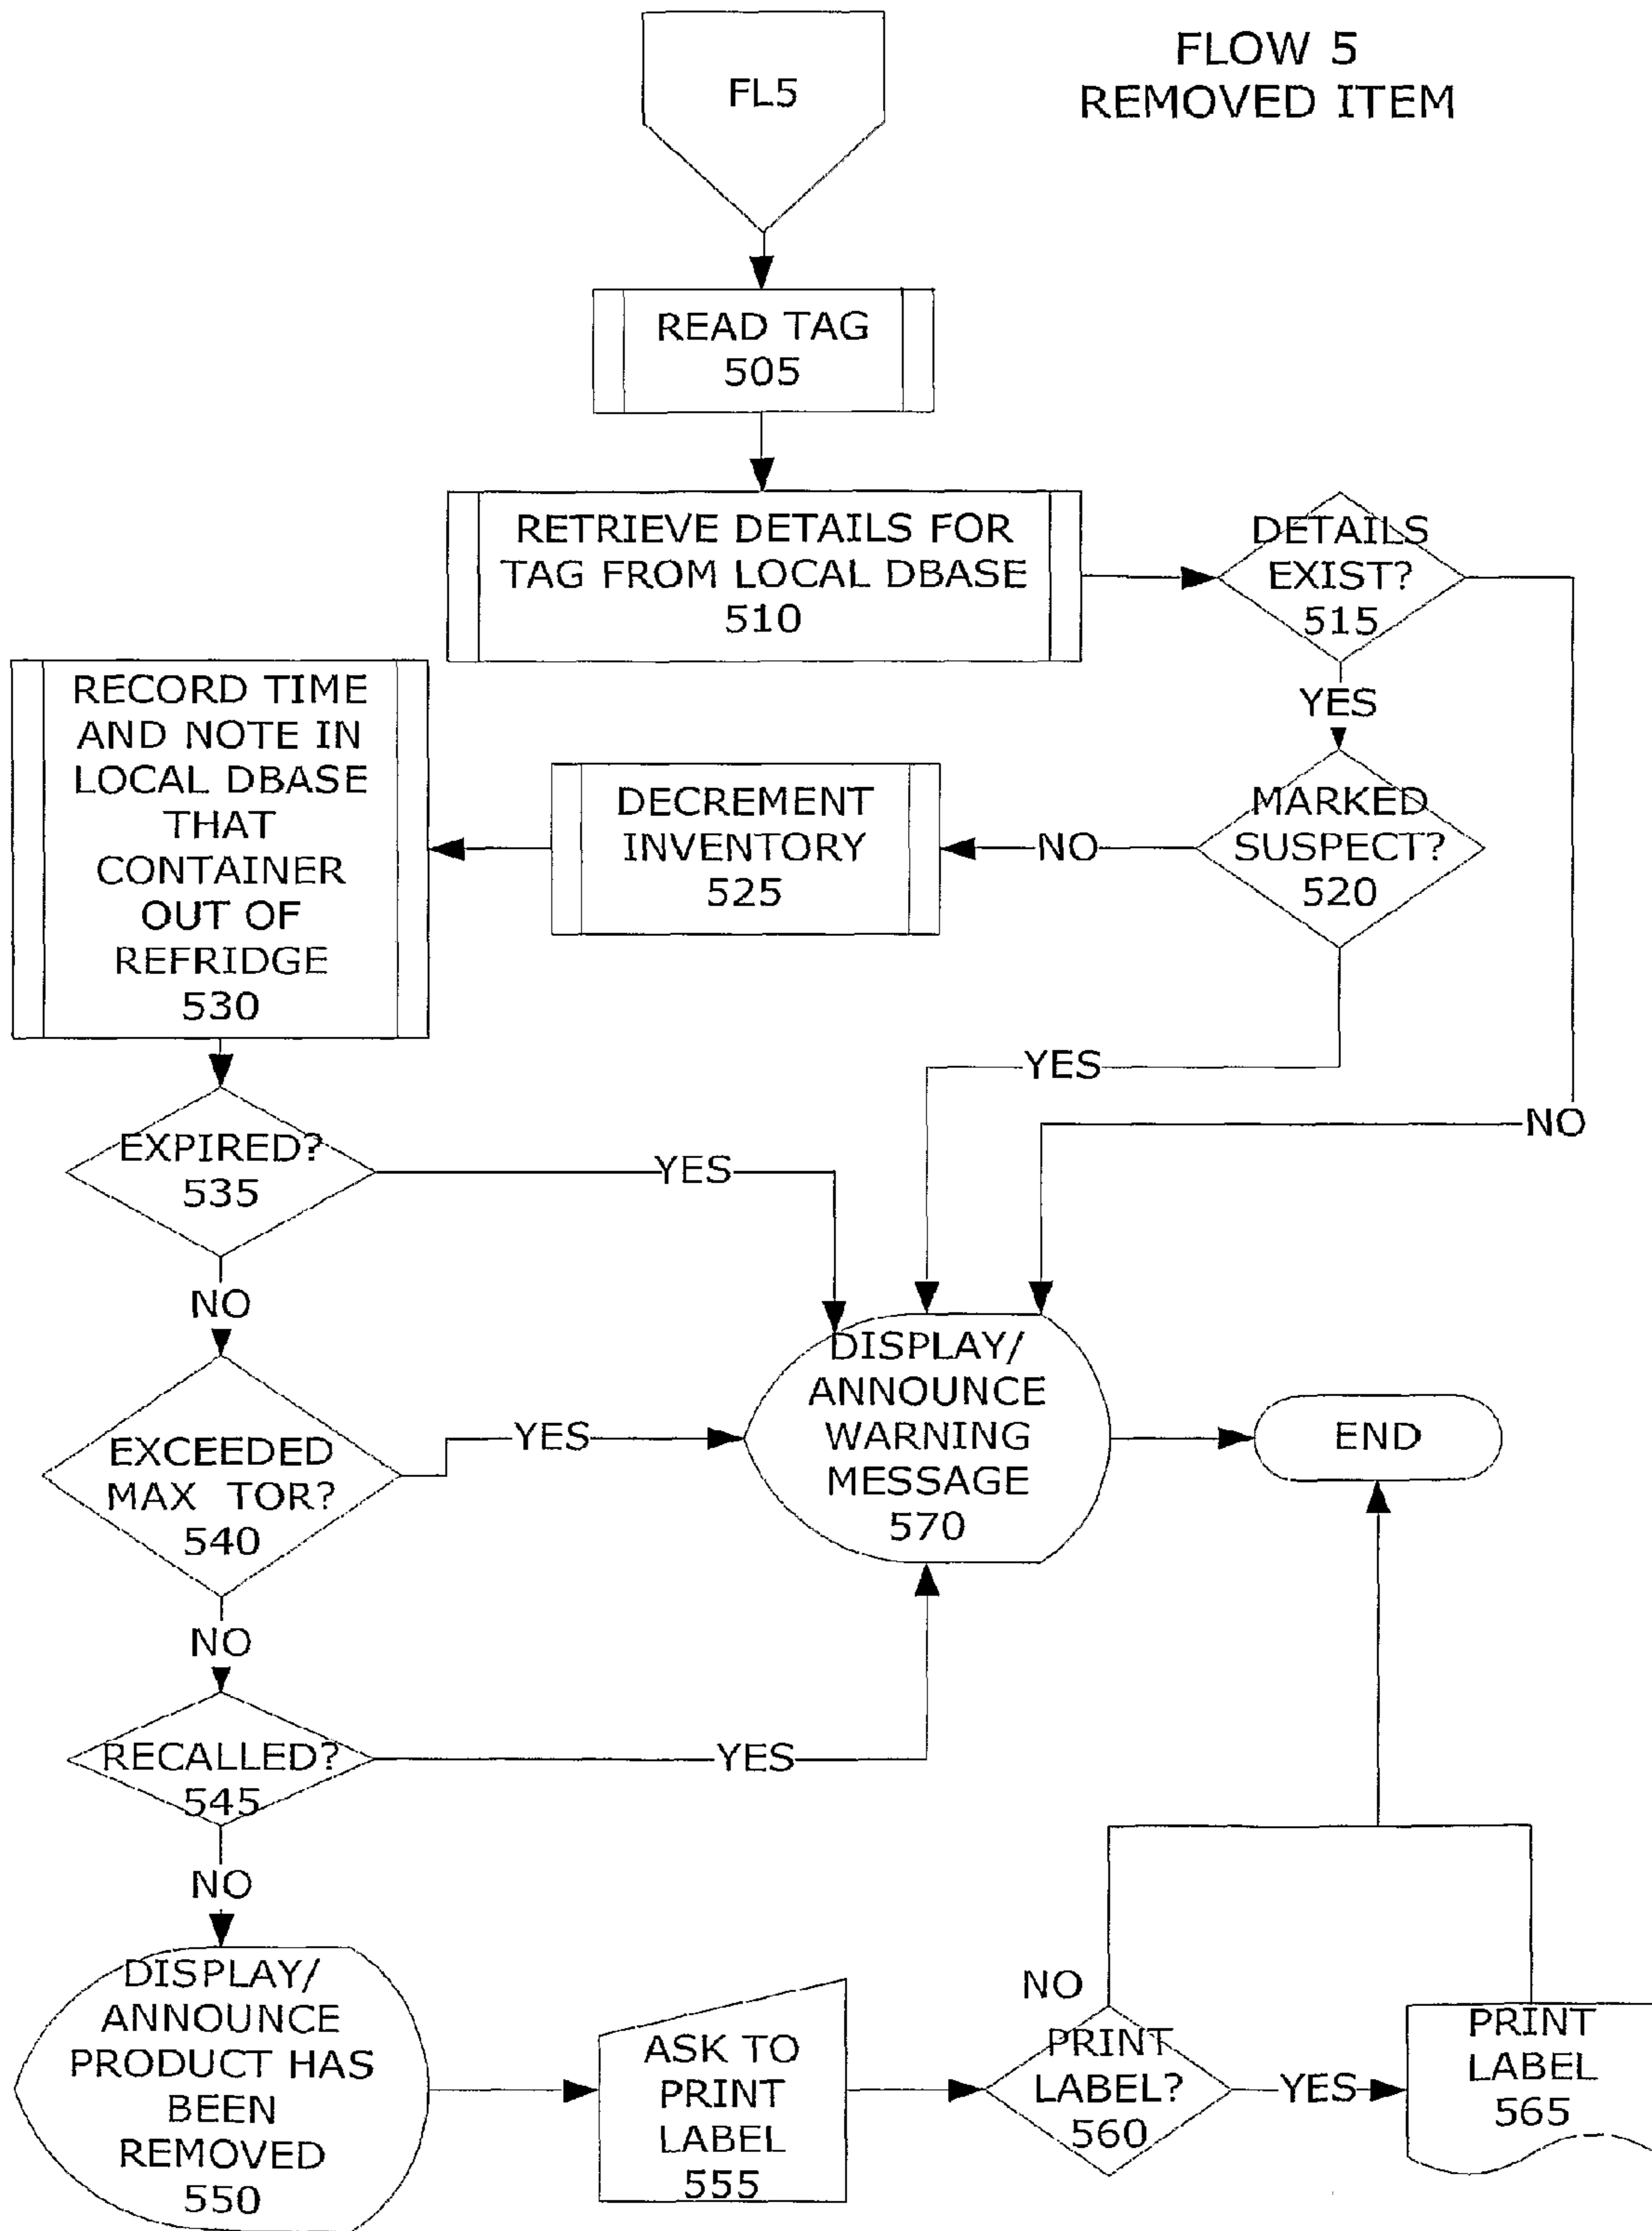 FLOW 5
REMOVED ITEM
FL5
READ TAG
505
RETRIEVE DETAILS FOR
TAG FROM LOCAL DBASE
510
DETAILS
EXIST?
515
YES
NO
MARKED
SUSPECT?
520
NO
YES
DECREMENT
INVENTORY
525
RECORD TIME
AND NOTE IN
LOCAL DBASE
THAT
CONTAINER
OUT OF
REFRIDGE
530
EXPIRED?
535
YES
NO
EXCEEDED
MAX TOR?
540
YES
NO
RECALLED?
545
YES
NO
DISPLAY/
ANNOUNCE
WARNING
MESSAGE
570
END
DISPLAY/
ANNOUNCE
PRODUCT HAS
BEEN
REMOVED
550
ASK TO
PRINT
LABEL
555
PRINT
LABEL?
560
NO
YES
PRINT
LABEL
565